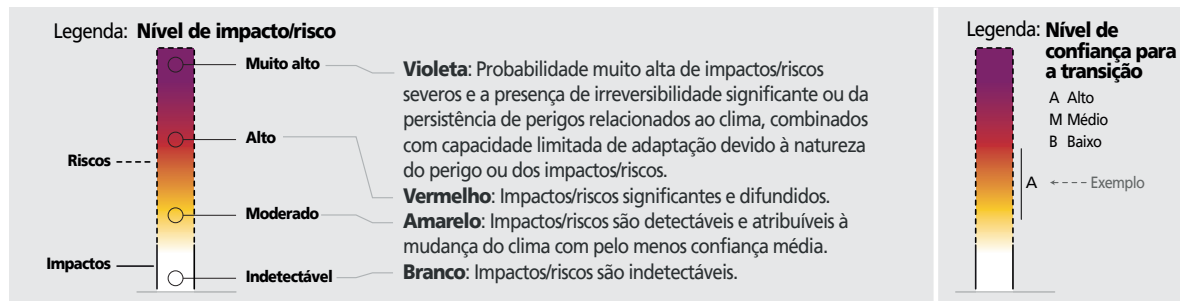 Legenda: Nível de impacto/risco
Muito alto
Alto
Riscos
Moderado
Impactos
Indetectável
Violeta: Probabilidade muito alta de impactos/riscos
severos e a presença de irreversibilidade significante ou da
persistência de perigos relacionados ao clima, combinados
com capacidade limitada de adaptação devido à natureza
do perigo ou dos impactos/riscos.
Vermelho: Impactos/riscos significantes e difundidos.
Amarelo: Impactos/riscos são detectáveis e atribuíveis à
mudança do clima com pelo menos confiança média.
Branco: Impactos/riscos são indetectáveis.
Legenda: Nível de
confiança para
a transição
A Alto
M Médio
B Baixo
A Exemplo